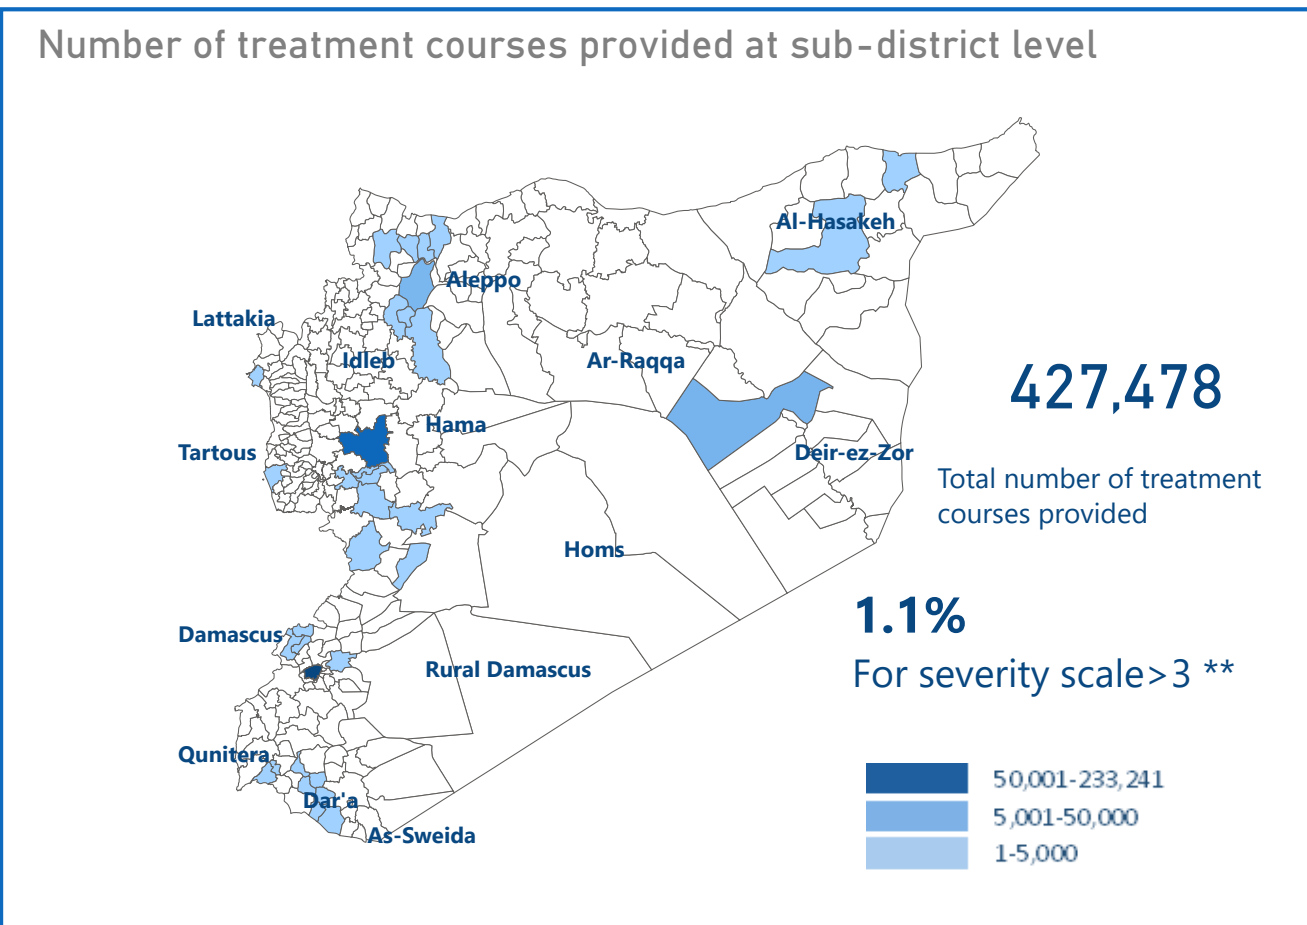 Number of treatment courses provided at sub-district level
Al-Hasakeh
Aleppo
Lattakia
Idleb
Ar-Raqqa
427,478
Hama
Tartous
Deir-ez-Zor
Total number of treatment
courses provided
Homs
1.1%
Damascus
Rural Damascus
For severity scale>3 **
Qunitera
50,001-233,241
Dar'a
5,001-50,000
As-Sweida
1-5,000